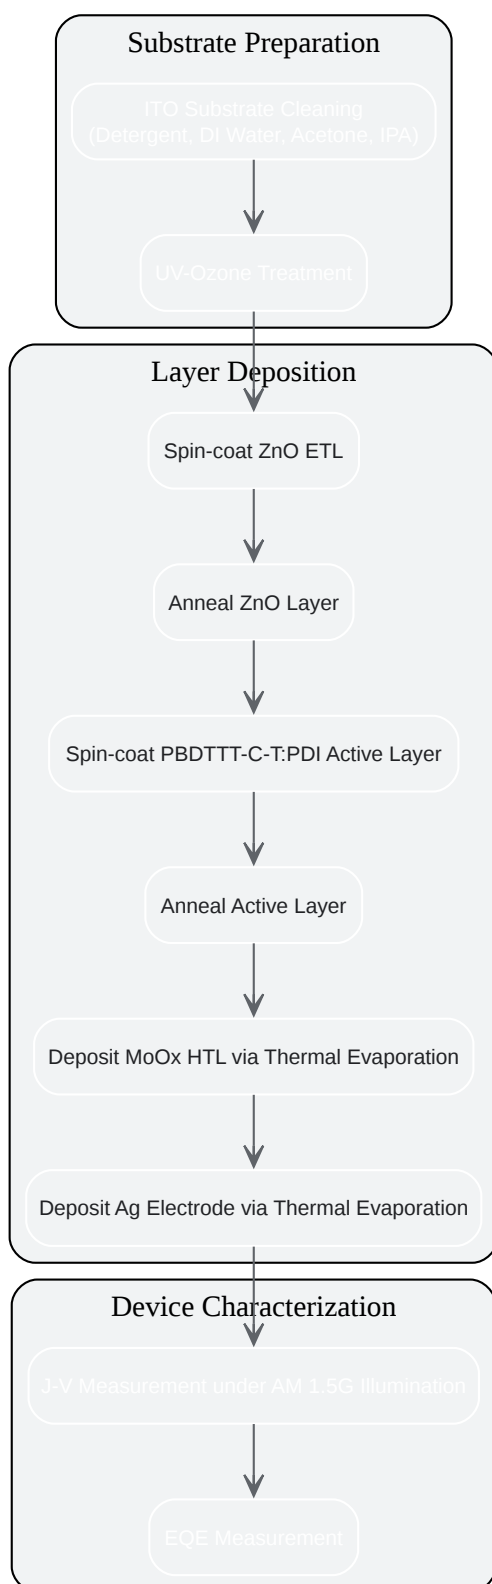 Substrate Preparation
ITO Substrate Cleaning
(Detergent, DI Water, Acetone, IPA)
UV-Ozone Treatment
Layer Deposition
Spin-coat ZnO ETL
Anneal ZnO Layer
Spin-coat PBDTTT-C-T:PDI Active Layer
Anneal Active Layer
Deposit MoOx HTL via Thermal Evaporation
Deposit Ag Electrode via Thermal Evaporation
Device Characterization
J-V Measurement under AM 1.5G Illumination
EQE Measurement